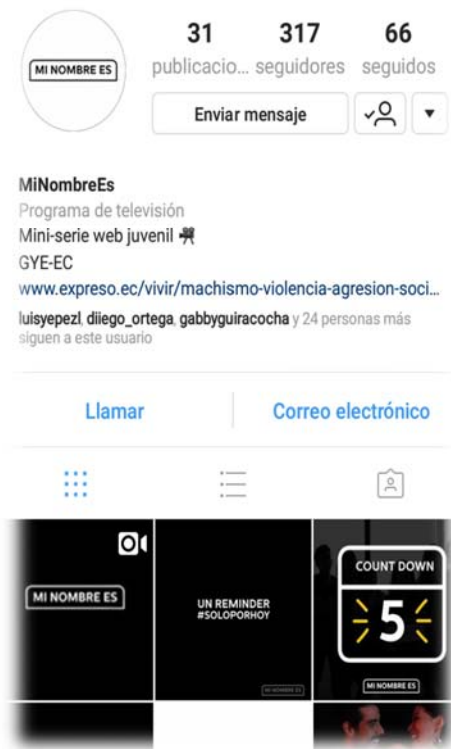 31 317 66
publicacio... seguidores seguidos
MI NOMBRE ES
Enviar mensaje
MiNombreEs
Programa de televisión
Mini-serie web juvenil
GYE-EC
www.expreso.ec/vivir/machismo-violencia-agresion-soci...
luisyepezl, diiego_ortega, gabbyguiracocha y 24 personas más
siguen a este usuario
Llamar Correo electrónico
MI NOMBRE ES
UN REMINDER
#SOLOPORHOY
MI NOMBRE ES
COUNT DOWN
5
MI NOMBRE ES